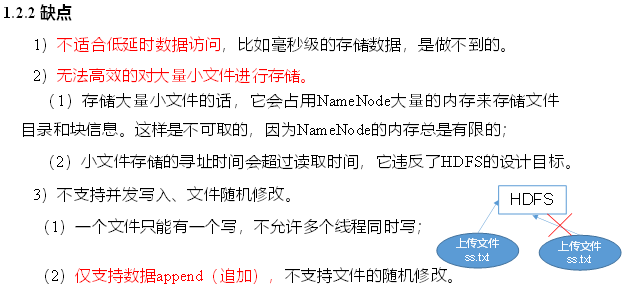 1.2.2 缺点
1）不适合低延时数据访问，比如毫秒级的存储数据，是做不到的。
2）无法高效的对大量小文件进行存储。
（1）存储大量小文件的话，它会占用NameNode大量的内存来存储文件
目录和块信息。这样是不可取的，因为NameNode的内存总是有限的；
（2）小文件存储的寻址时间会超过读取时间，它违反了HDFS的设计目标。
3）不支持并发写入、文件随机修改。
（1）一个文件只能有一个写，不允许多个线程同时写；
（2）仅支持数据append（追加），不支持文件的随机修改。
HDFS
上传文件
ss.txt
上传文件
ss.txt